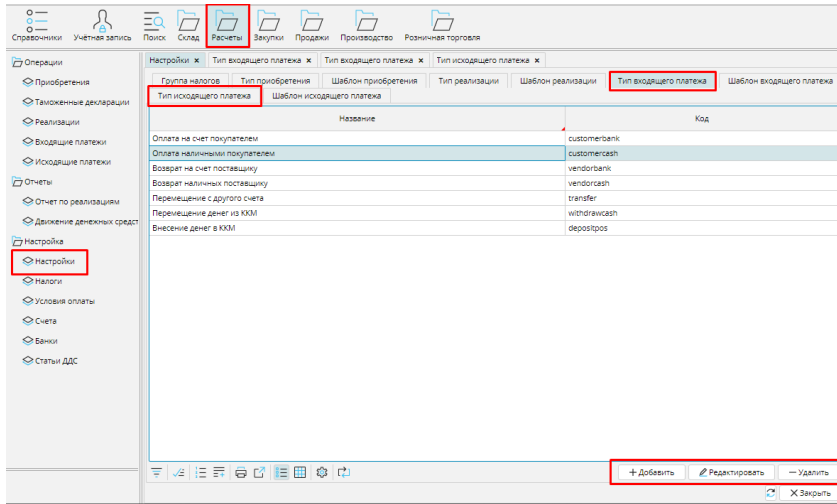 Справочники Учётная запись Поиск Склад Расчеты Закупки Продажи Производство Розничная торговля
Операции
Приобретения
Таможенные декларации
Реализации
Входящие платежи
Исходящие платежи
Отчеты
Отчет по реализациям
Движение денежных средст
Настройка
Настройки
Налоги
Условия оплаты
Счета
Банки
Статьи ДДС
Настройки × Тип входящего платежа × Тип входящего платежа × Тип исходящего платежа ×
Группа налогов Тип приобретения Шаблон приобретения Тип реализации Шаблон реализации Тип входящего платежа Шаблон входящего платежа
Тип исходящего платежа Шаблон исходящего платежа
Название Код
Оплата на счет покупателем customerbank
Оплата наличными покупателем customercash
Возврат на счет поставщику vendorbank
Возврат наличных поставщику vendorcash
Перемещение с другого счета transfer
Перемещение денег из ККМ withdrawcash
Внесение денег в ККМ depositpos
+ Добавить Редактировать — Удалить
× Закрыть